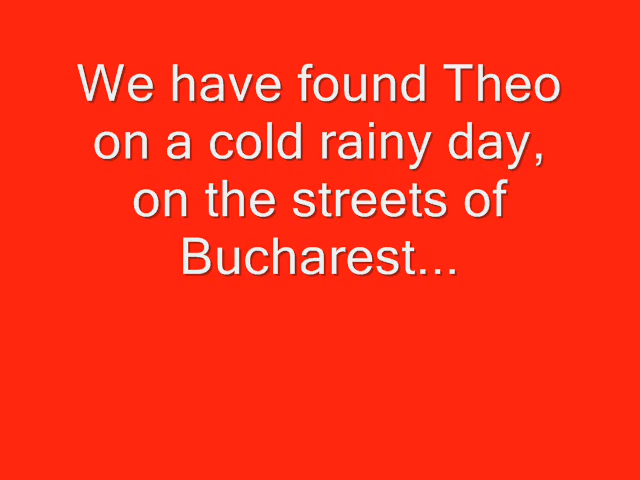 We have found Theo
on a cold rainy day,
on the streets of
Bucharest...